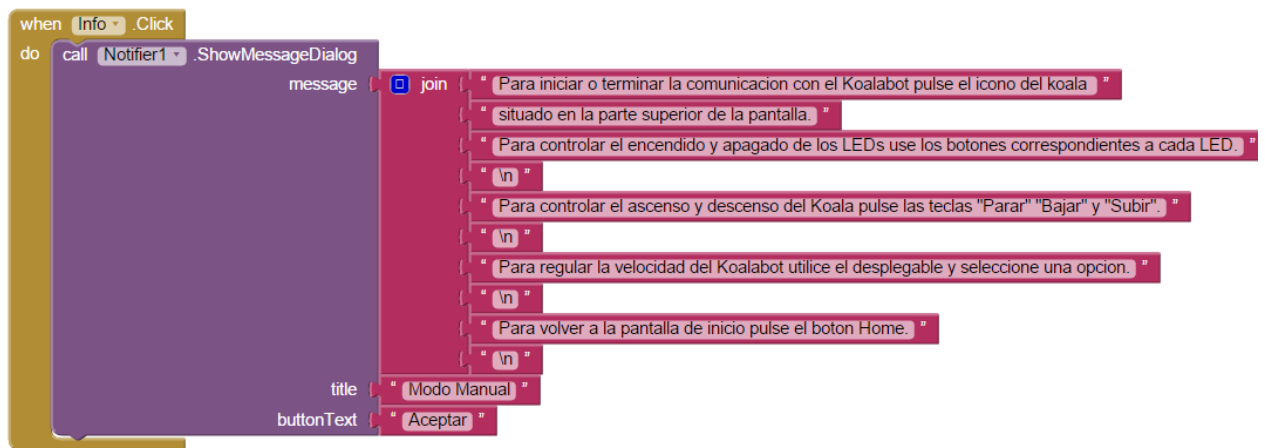 when Info .Click
do call Notifier1 .ShowMessageDialog
message join " Para iniciar o terminar la comunicacion con el Koalabot pulse el icono del koala "
" situado en la parte superior de la pantalla. "
" Para controlar el encendido y apagado de los LEDs use los botones correspondientes a cada LED. "
" \n "
" Para controlar el ascenso y descenso del Koala pulse las teclas "Parar" "Bajar" y "Subir". "
" \n "
" Para regular la velocidad del Koalabot utilice el desplegable y seleccione una opcion. "
" \n "
" Para volver a la pantalla de inicio pulse el boton Home. "
" \n "
title " Modo Manual "
buttonText " Aceptar "